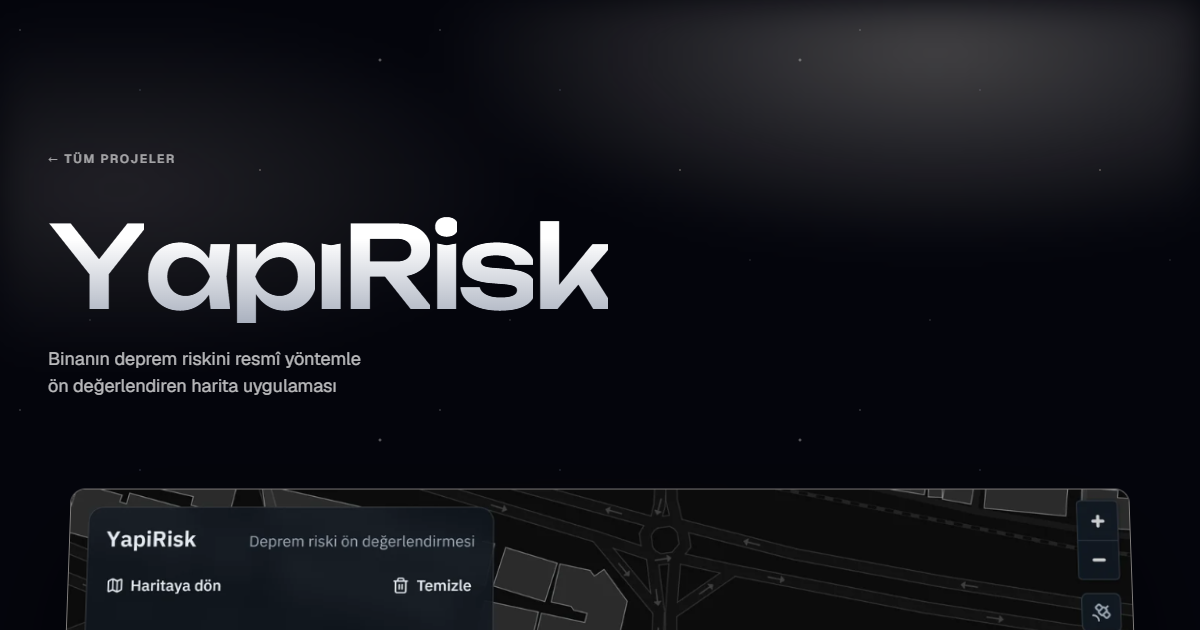 ← TÜM PROJELER
YapıRisk
Binanın deprem riskini resmî yöntemle
ön değerlendiren harita uygulaması
YapiRisk
Deprem riski ön değerlendirmesi
Haritaya dön
Temizle
+
−